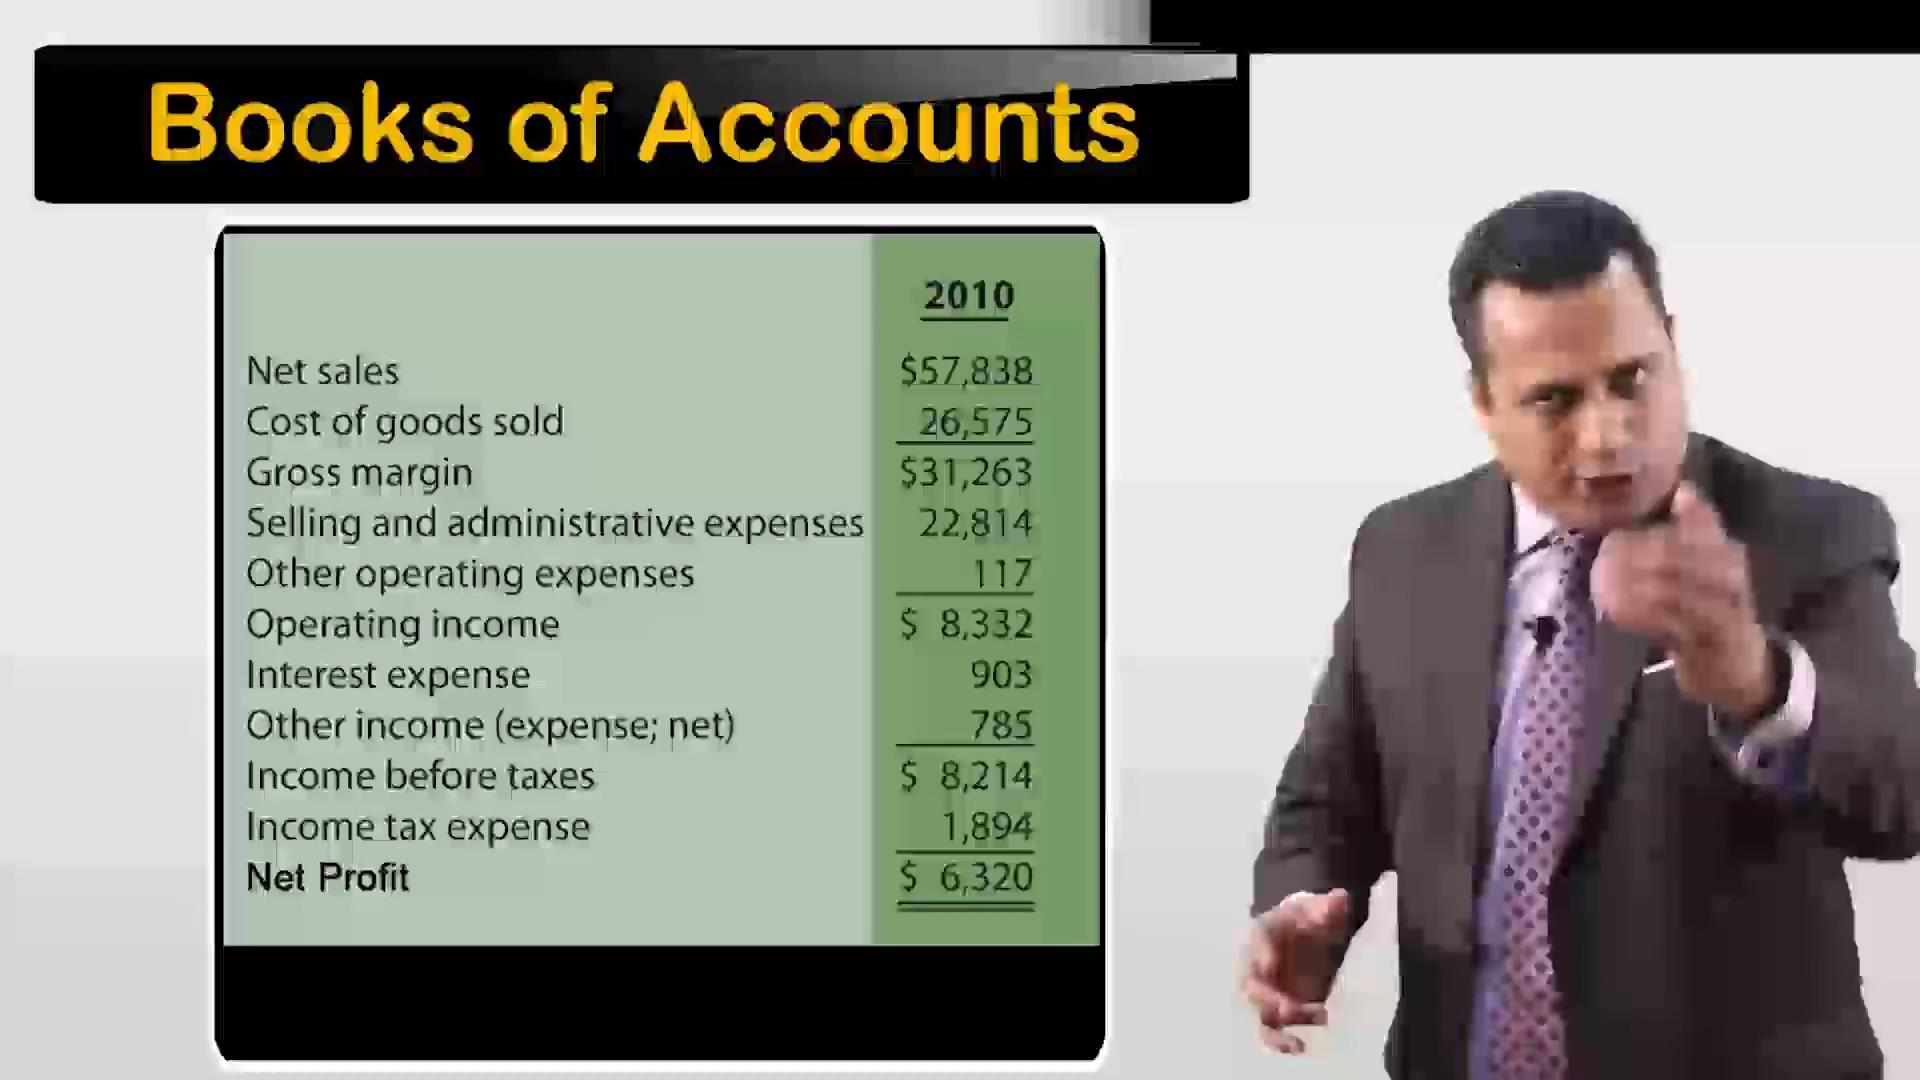 Books of Accounts
2010
Net sales $57,838
Cost of goods sold 26,575
Gross margin $31,263
Selling and administrative expenses 22,814
Other operating expenses 117
Operating income $ 8,332
Interest expense 903
Other income (expense; net) 785
Income before taxes $ 8,214
Income tax expense 1,894
Net Profit $ 6,320